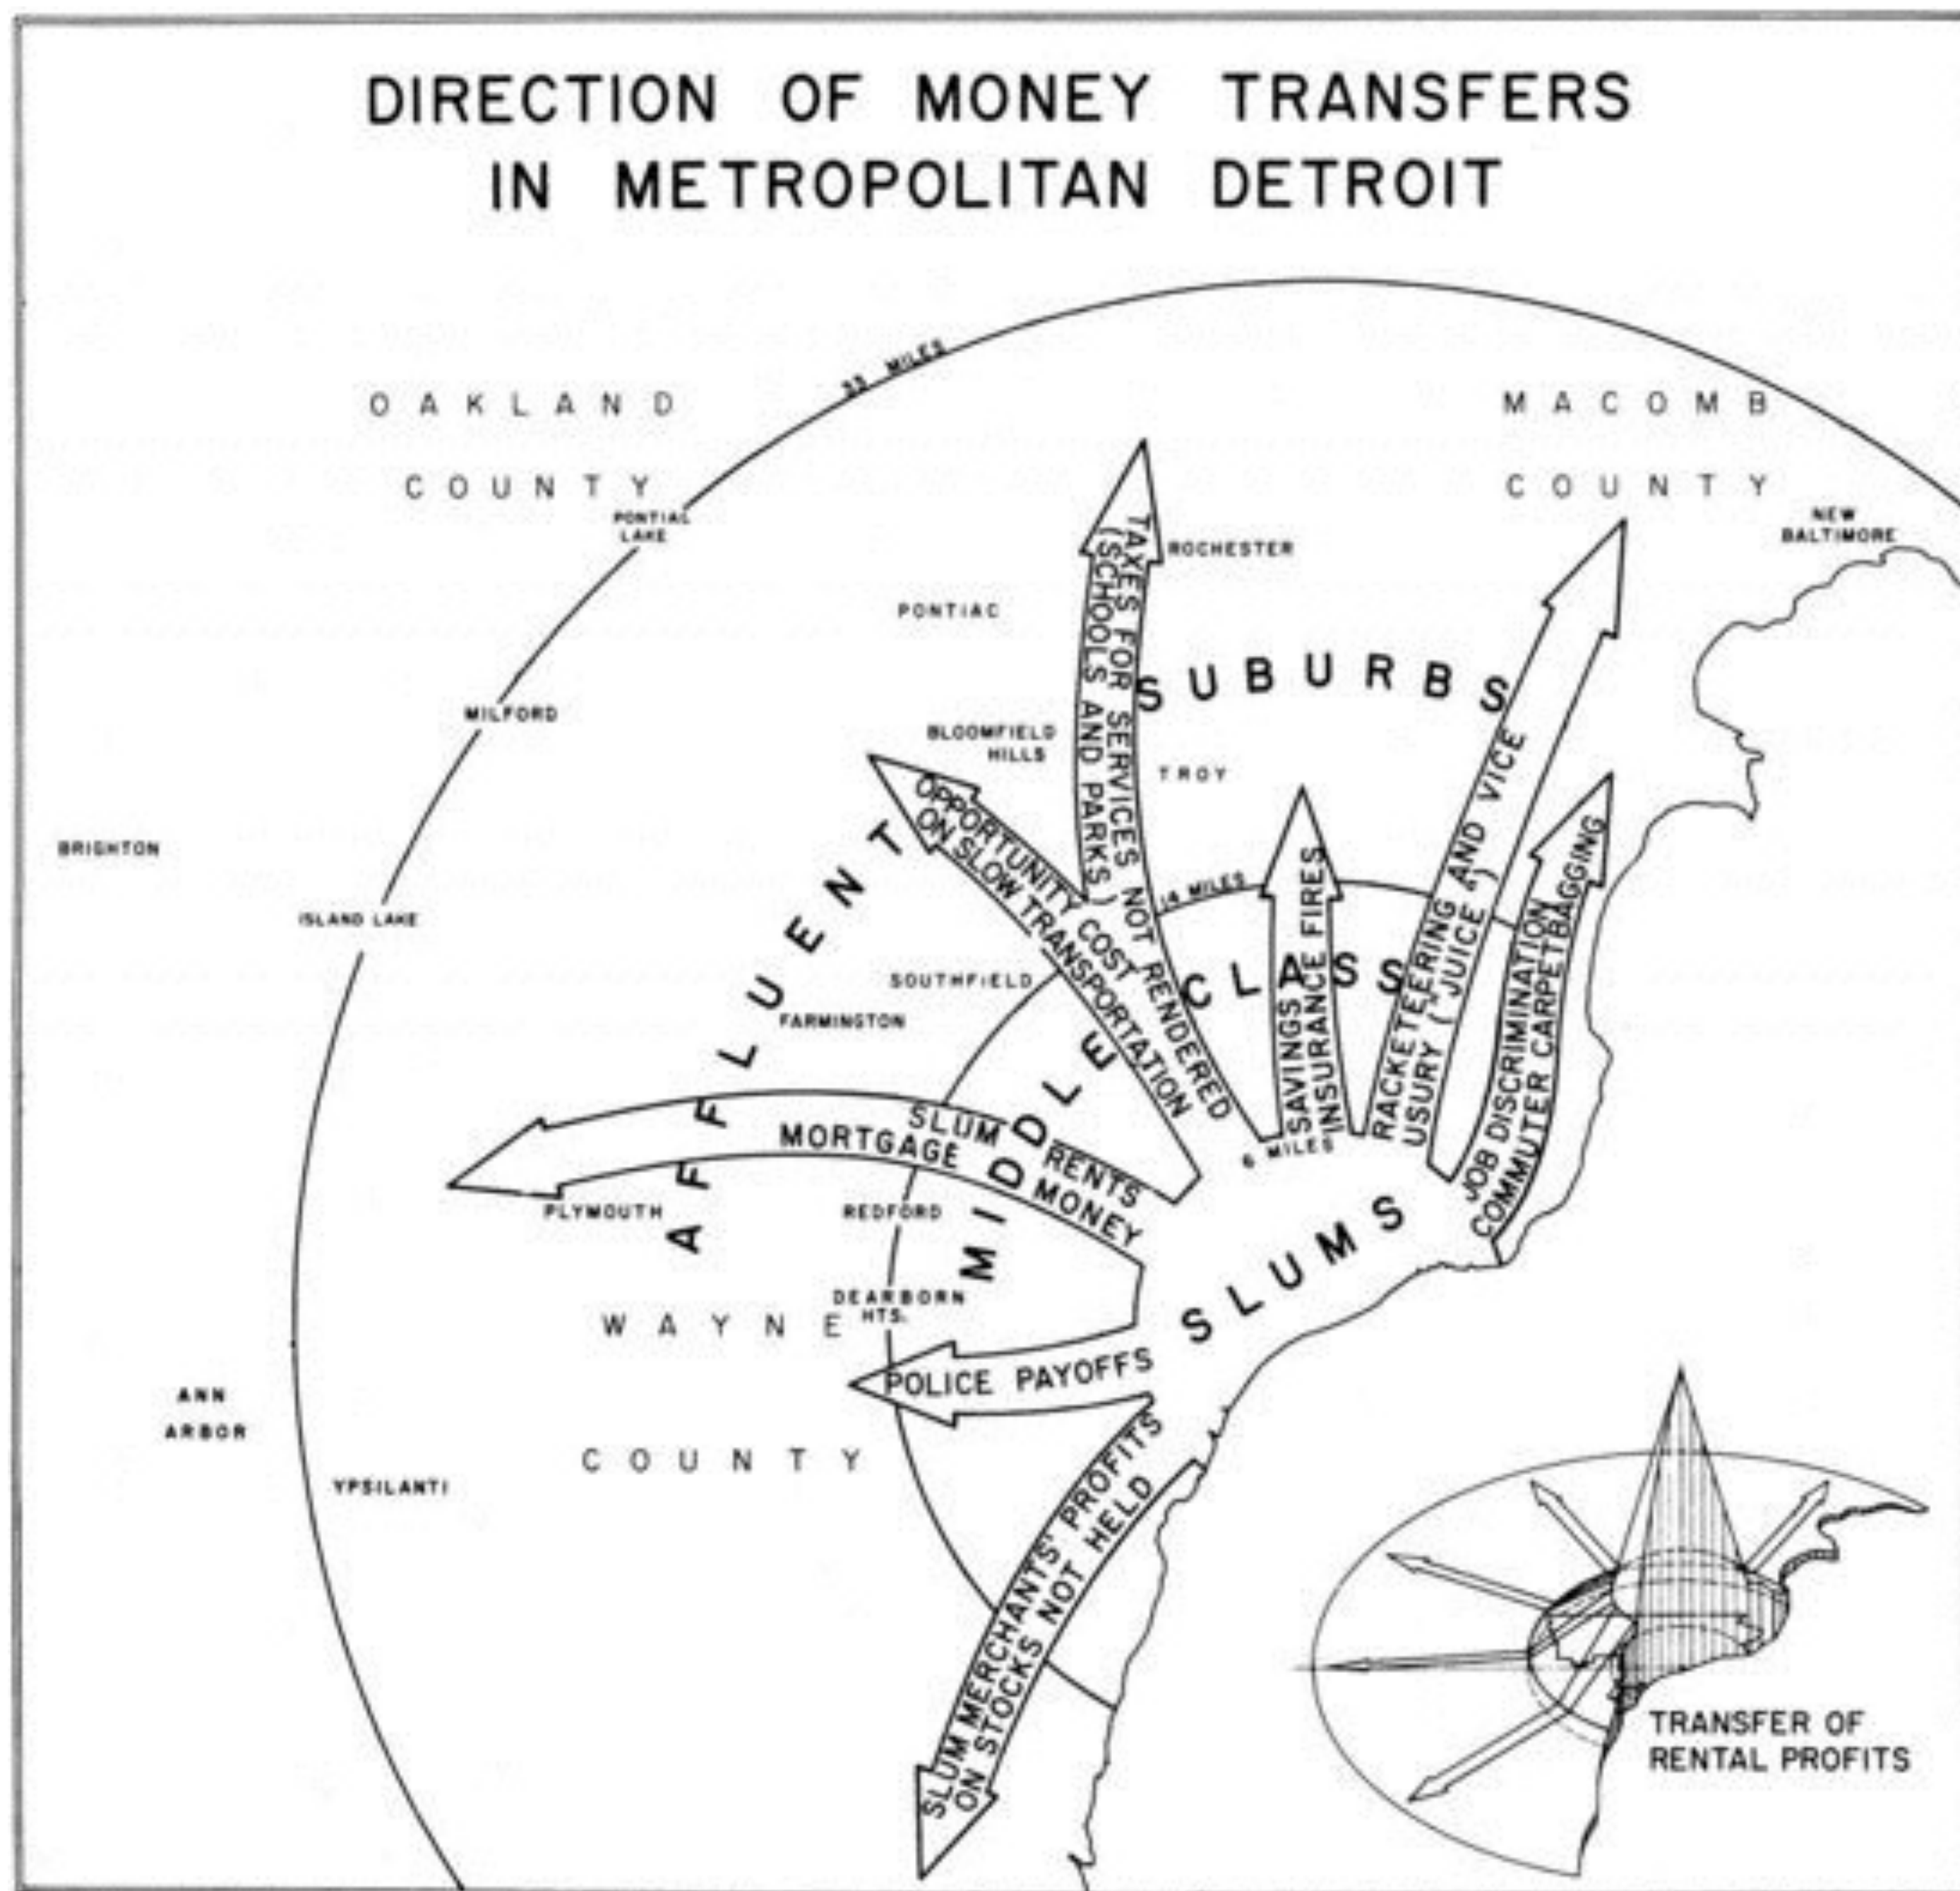 DIRECTION OF MONEY TRANSFERS
IN METROPOLITAN DETROIT
33 MILES
OAKLAND
COUNTY
MACOMB
COUNTY
PONTIAC
LAKE
NEW
BALTIMORE
ROCHESTER
PONTIAC
TAXES FOR SERVICES NOT RENDERED
(SCHOOLS AND PARKS)
SUBURBS
MILFORD
BLOOMFIELD
HILLS
TROY
OPPORTUNITY COST
ON SLOW TRANSPORTATION
AFFLUENT
BRIGHTON
ISLAND LAKE
14 MILES
SAVINGS
INSURANCE FIRES
RACKETEERING AND VICE
USURY ("JUICE")
JOB DISCRIMINATION
COMMUTER CARPETBAGGING
SOUTHFIELD
FARMINGTON
MIDDLE CLASS
SLUM RENTS
MORTGAGE MONEY
6 MILES
PLYMOUTH
REDFORD
SLUMS
DEARBORN
HTS.
WAYNE
COUNTY
POLICE PAYOFFS
ANN
ARBOR
YPSILANTI
SLUM MERCHANTS' PROFITS
ON STOCKS NOT HELD
TRANSFER OF
RENTAL PROFITS